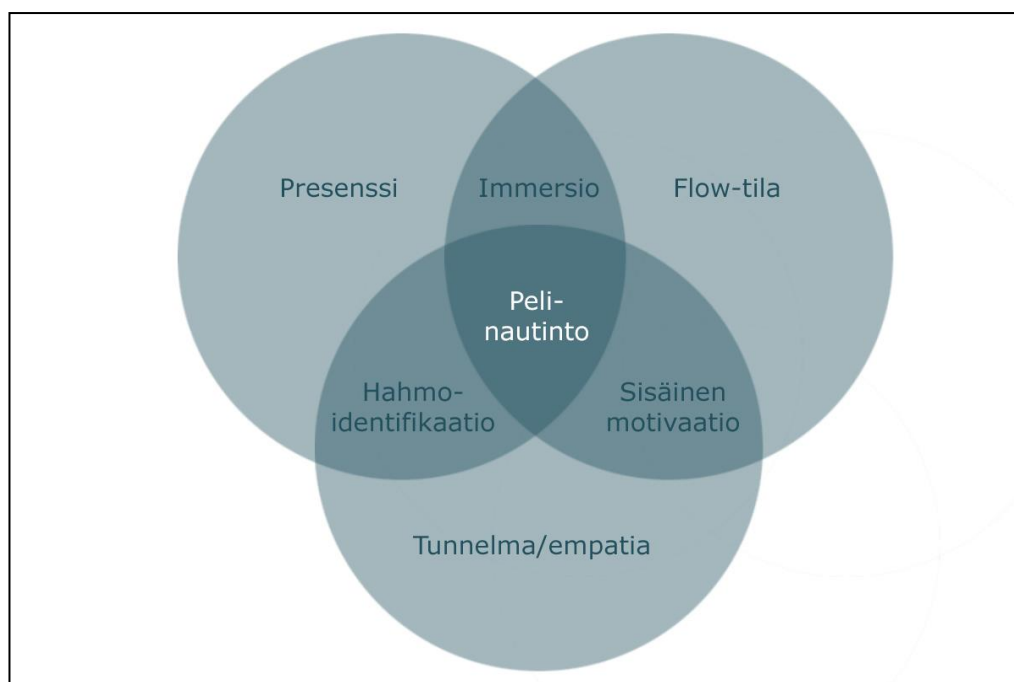 Presenssi
Immersio
Flow-tila
Peli-
nautinto
Hahmo-
identifikaatio
Sisäinen
motivaatio
Tunnelma/empatia